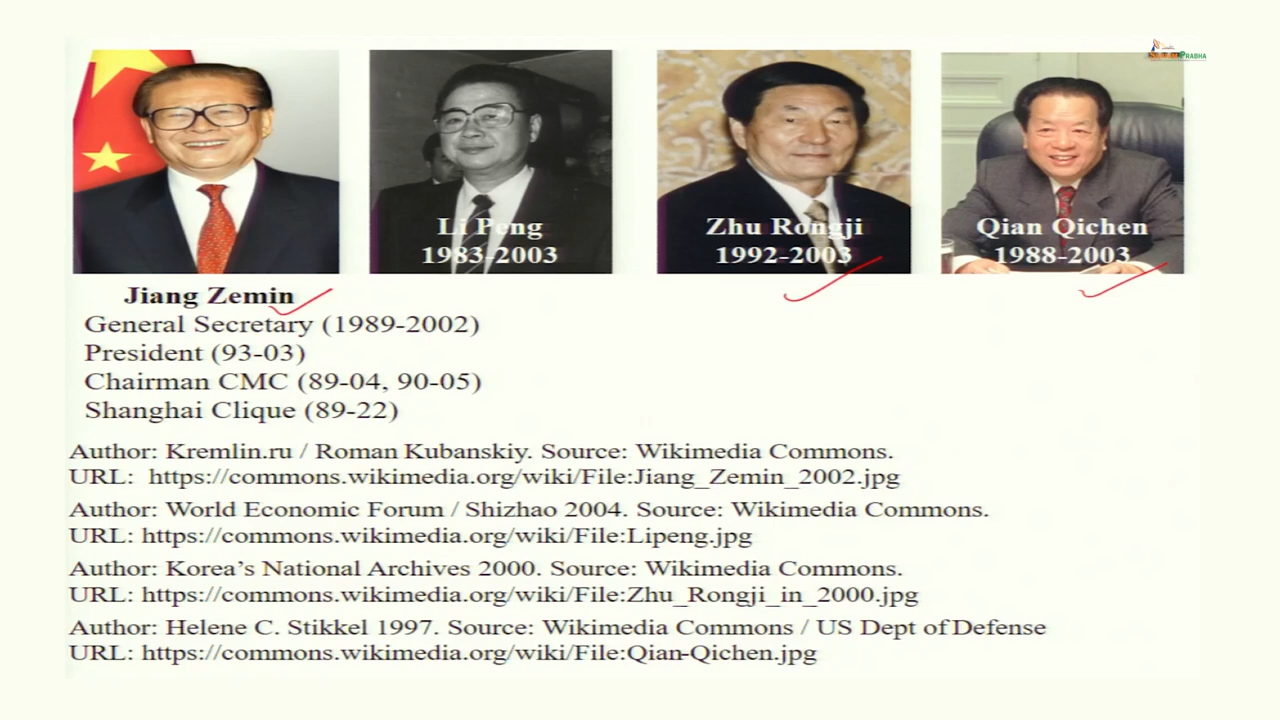 PRABHA
Li Peng
1983-2003
Zhu Rongji
1992-2003
Qian Qichen
1988-2003
Jiang Zemin
General Secretary (1989-2002)
President (93-03)
Chairman CMC (89-04, 90-05)
Shanghai Clique (89-22)
Author: Kremlin.ru / Roman Kubanskiy. Source: Wikimedia Commons.
URL: https://commons.wikimedia.org/wiki/File:Jiang_Zemin_2002.jpg
Author: World Economic Forum / Shizhao 2004. Source: Wikimedia Commons.
URL: https://commons.wikimedia.org/wiki/File:Lipeng.jpg
Author: Korea’s National Archives 2000. Source: Wikimedia Commons.
URL: https://commons.wikimedia.org/wiki/File:Zhu_Rongji_in_2000.jpg
Author: Helene C. Stikkel 1997. Source: Wikimedia Commons / US Dept of Defense
URL: https://commons.wikimedia.org/wiki/File:Qian-Qichen.jpg